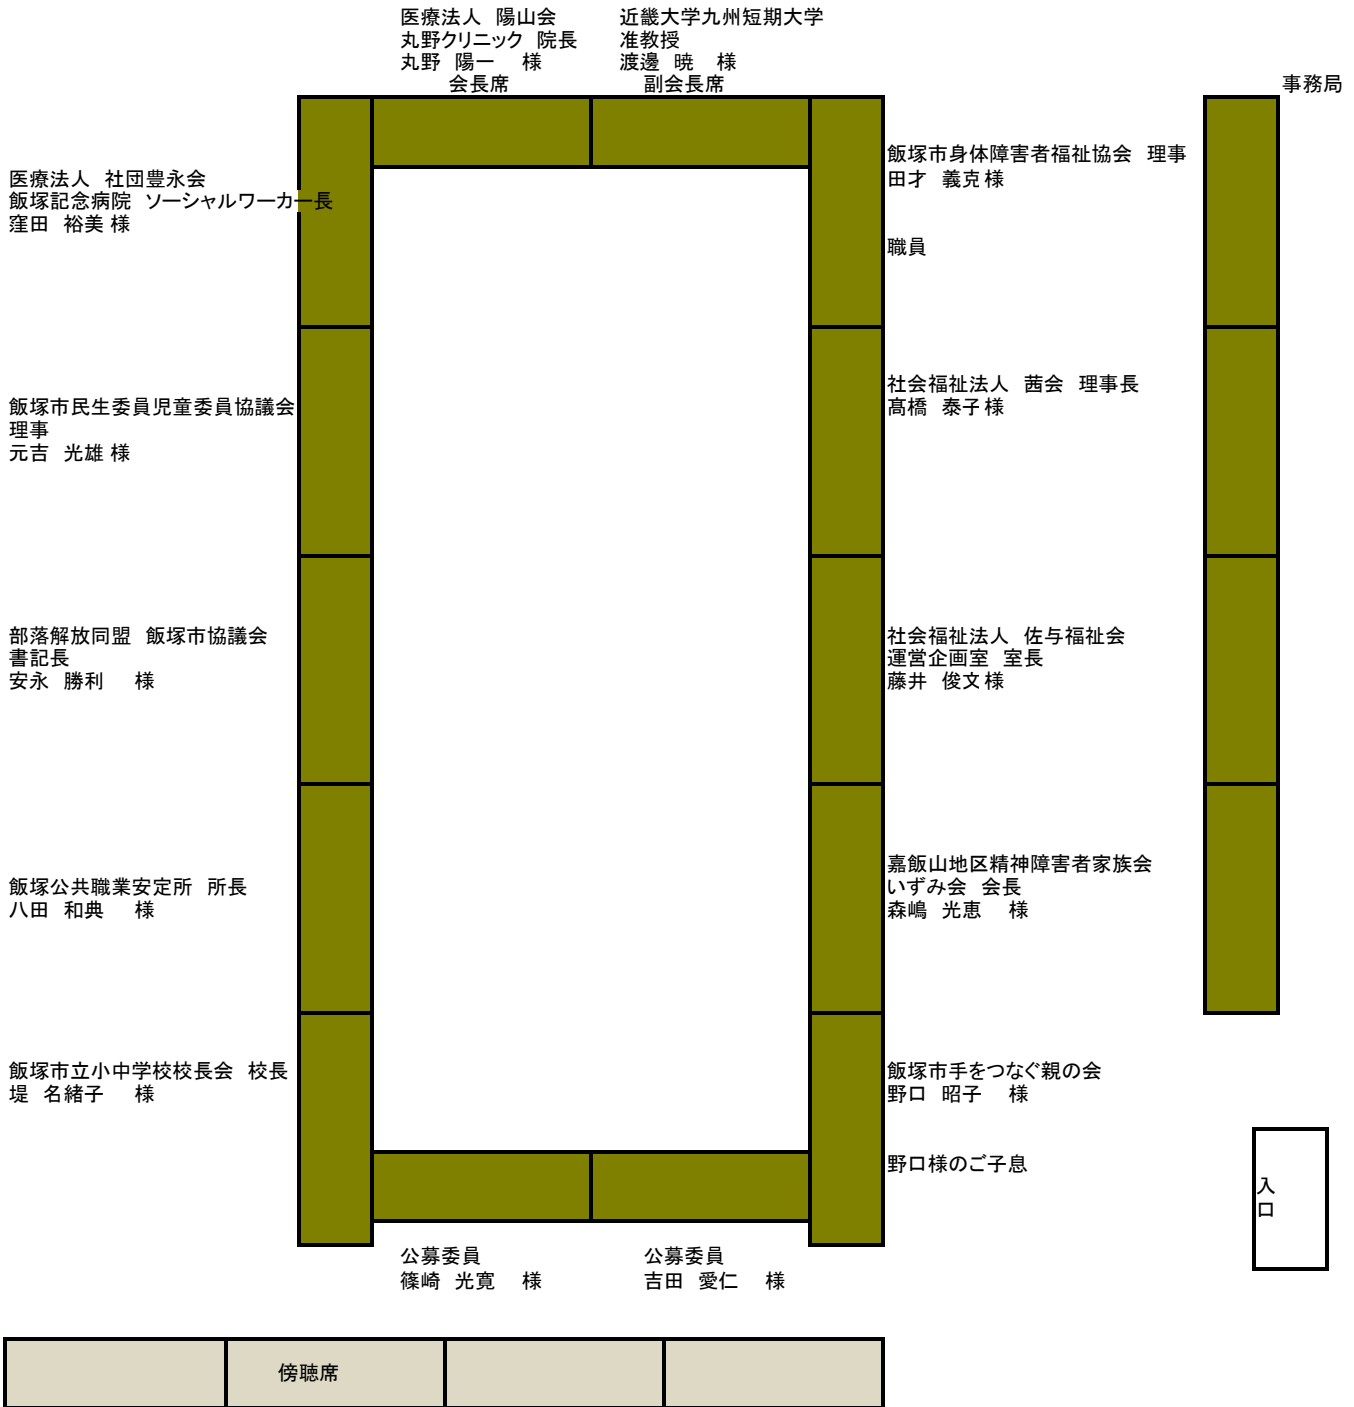 医療法人 陽山会
丸野クリニック 院長
丸野 陽一 様
会長席
近畿大学九州短期大学
准教授
渡邊 暁 様
副会長席
事務局
医療法人 社団豊永会
飯塚記念病院 ソーシャルワーカー長
窪田 裕美 様
飯塚市身体障害者福祉協会 理事
田才 義克 様
職員
飯塚市民生委員児童委員協議会
理事
元吉 光雄 様
社会福祉法人 茜会 理事長
髙橋 泰子 様
部落解放同盟 飯塚市協議会
書記長
安永 勝利 様
社会福祉法人 佐与福祉会
運営企画室 室長
藤井 俊文 様
飯塚公共職業安定所 所長
八田 和典 様
嘉飯山地区精神障害者家族会
いずみ会 会長
森嶋 光恵 様
飯塚市立小中学校校長会 校長
堤 名緒子 様
飯塚市手をつなぐ親の会
野口 昭子 様
野口様のご子息
入
口
公募委員
篠崎 光寛 様
公募委員
吉田 愛仁 様
傍聴席